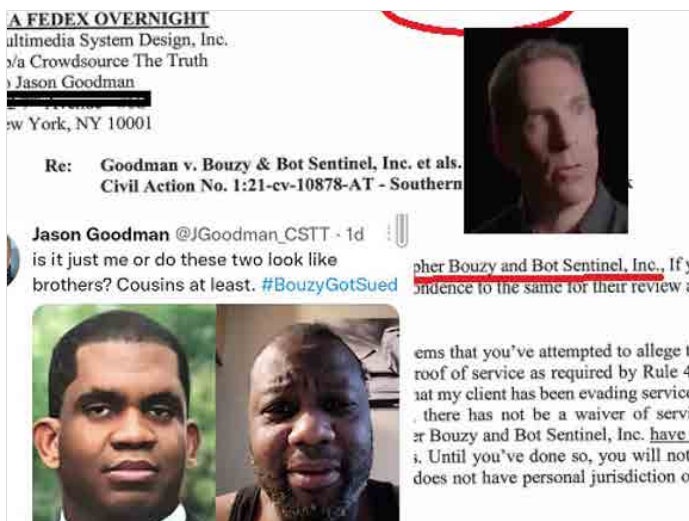 A FEDEX OVERNIGHT
ultimedia System Design, Inc.
/a Crowdsource The Truth
Jason Goodman
ew York, NY 10001
Re: Goodman v. Bouzy & Bot Sentinel, Inc. et als.
Civil Action No. 1:21-cv-10878-AT - Southern
Jason Goodman @JGoodman_CSTT · 1d
is it just me or do these two look like
brothers? Cousins at least. #BouzyGotSued
pher Bouzy and Bot Sentinel, Inc., If y
ondence to the same for their review a
ems that you've attempted to allege t
roof of service as required by Rule 4
at my client has been evading service
there has not be a waiver of servi
er Bouzy and Bot Sentinel, Inc. have
s. Until you've done so, you will not
does not have personal jurisdiction o